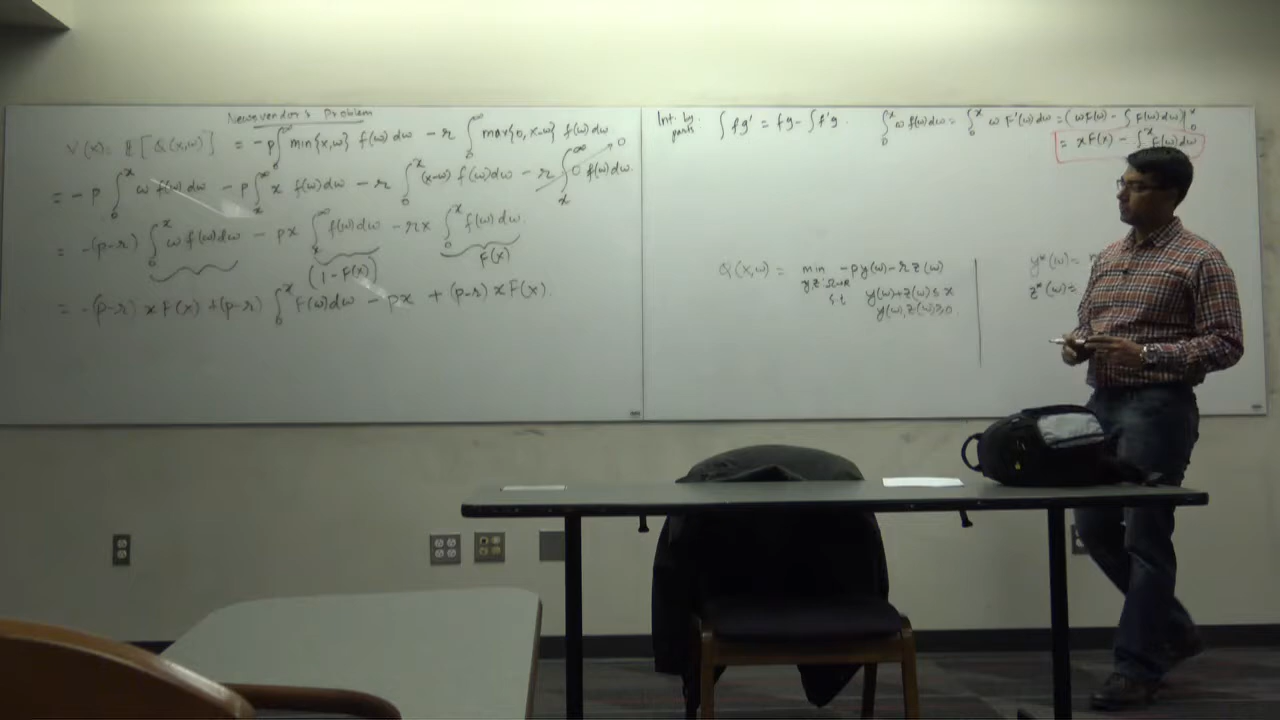 Newsvendor's Problem
V(x) = E[Q(x,ω)] = -p ∫₀^∞ min{x,ω} f(ω)dω - r ∫₀^∞ max{0, x-ω} f(ω)dω
= -p ∫₀^x ω f(ω)dω - p ∫ₓ^∞ x f(ω)dω - r ∫₀^x (x-ω) f(ω)dω - r ∫ₓ^∞ 0 f(ω)dω. → 0
= -(p-r) ∫₀^x ω f(ω)dω - px ∫ₓ^∞ f(ω)dω - rx ∫₀^x f(ω)dω.
(1-F(x)) F(x)
= -(p-r) x F(x) + (p-r) ∫₀^x F(ω)dω - px + (p-r) x F(x).
Int. by parts: ∫fg' = fg - ∫f'g. ∫₀^x ω f(ω)dω = ∫₀^x ω F'(ω)dω = (ωF(ω) - ∫F(ω)dω)|₀^x
= xF(x) - ∫₀^x F(ω)dω
Q(x,ω) = min -py(ω) - rz(ω)
s.t. y(ω)+z(ω) ≤ x
y(ω), z(ω) ≥ 0.
y*(ω) =
z*(ω) =